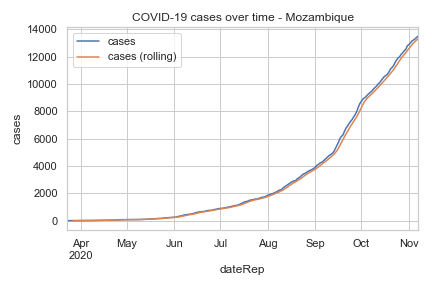 COVID-19 cases over time - Mozambique
cases
cases (rolling)
14000
12000
10000
8000
6000
4000
2000
0
cases
Apr May Jun Jul Aug Sep Oct Nov
2020
dateRep